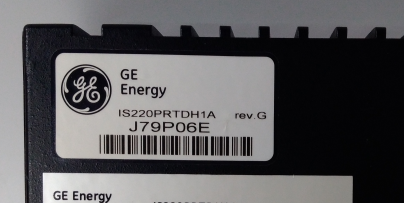 GE
Energy
IS220PRTDH1A rev.G
J79P06E
GE Energy